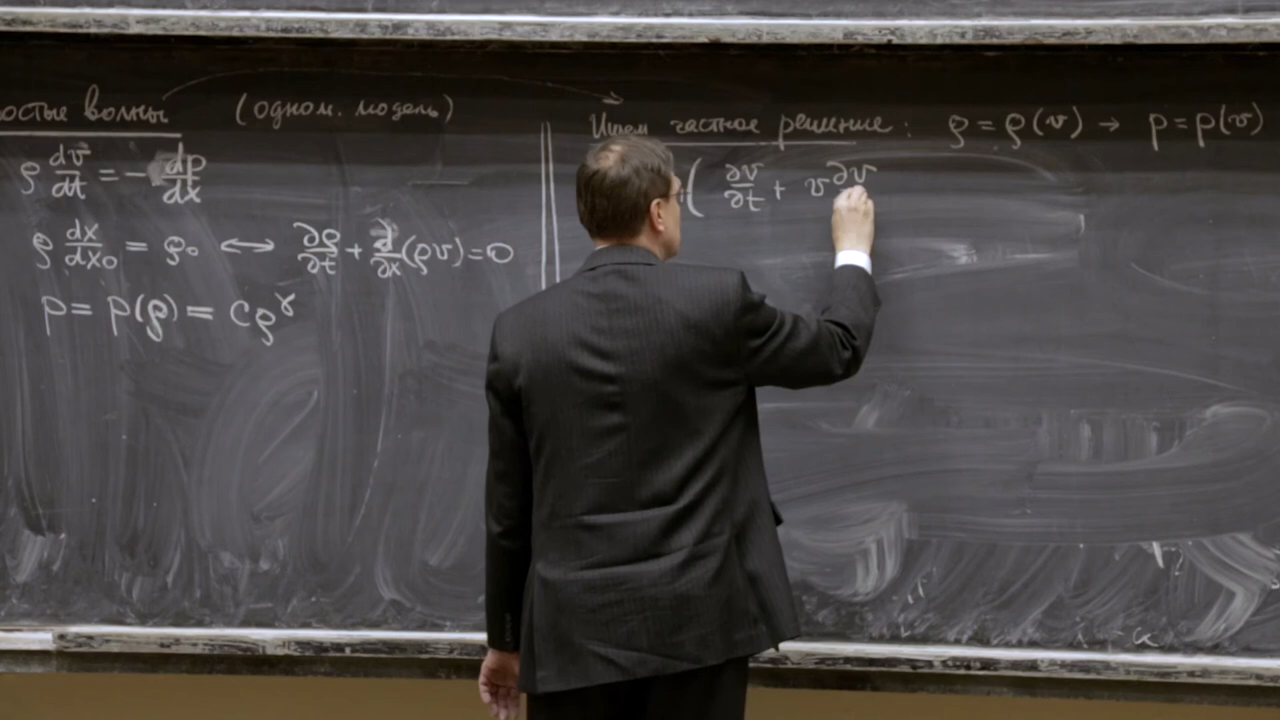 остые волны (одном. модель)
ρ dv/dt = - dp/dx
ρ dx/dx₀ = ρ₀ ↔ ∂ρ/∂t + ∂/∂x (ρv) = 0
p = p(ρ) = cρ^γ
Ищем частное решение: ρ = ρ(v) → p = p(v)
( ∂v/∂t + v ∂v